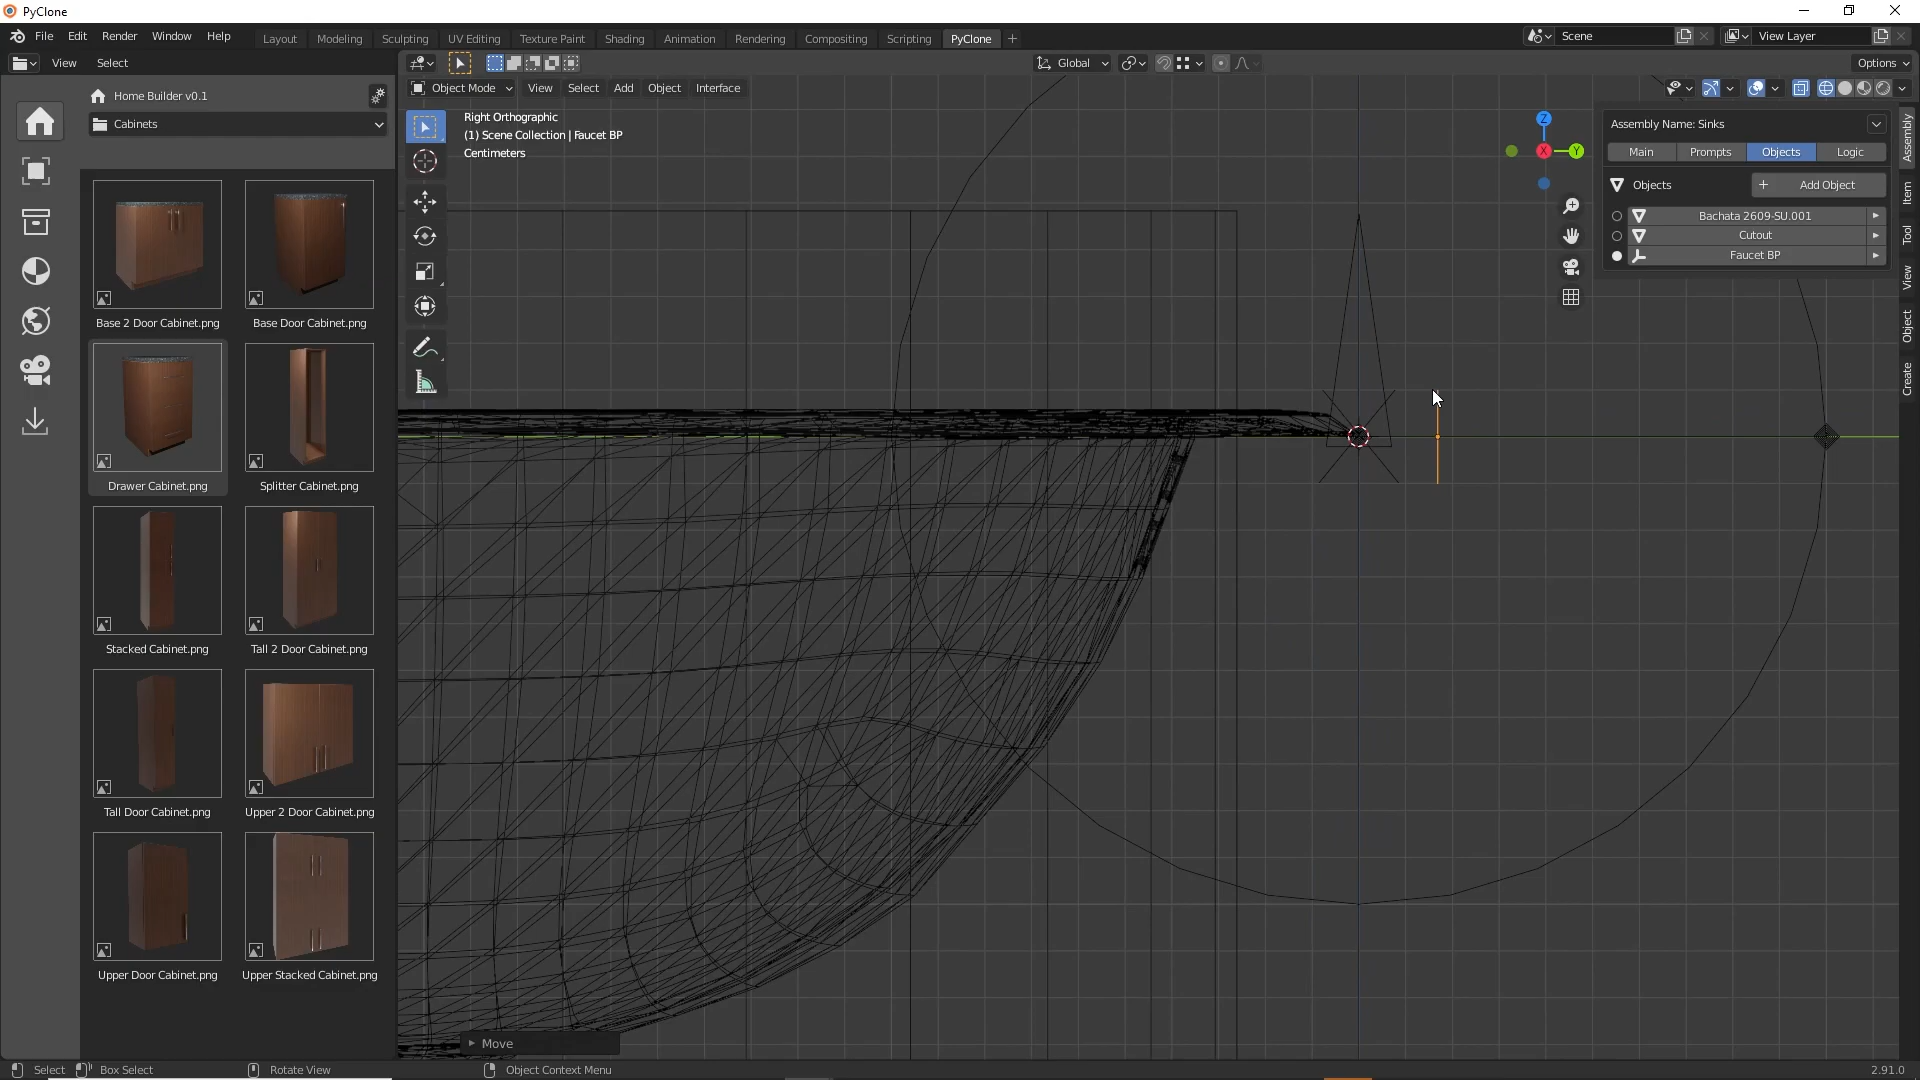 PyClone
File Edit Render Window Help
Layout Modeling Sculpting UV Editing Texture Paint Shading Animation Rendering Compositing Scripting PyClone +
Scene
View Layer
View Select
Global
Options
Home Builder v0.1
Cabinets
Object Mode View Select Add Object Interface
Right Orthographic
(1) Scene Collection | Faucet BP
Centimeters
Z
X
Y
Assembly Name: Sinks
Main Prompts Objects Logic
Objects
+ Add Object
Bachata 2609-SU.001
Cutout
Faucet BP
Assembly
Item
Tool
View
Object
Create
Base 2 Door Cabinet.png
Base Door Cabinet.png
Drawer Cabinet.png
Splitter Cabinet.png
Stacked Cabinet.png
Tall 2 Door Cabinet.png
Tall Door Cabinet.png
Upper 2 Door Cabinet.png
Upper Door Cabinet.png
Upper Stacked Cabinet.png
Move
Select Box Select Rotate View Object Context Menu
2.91.0